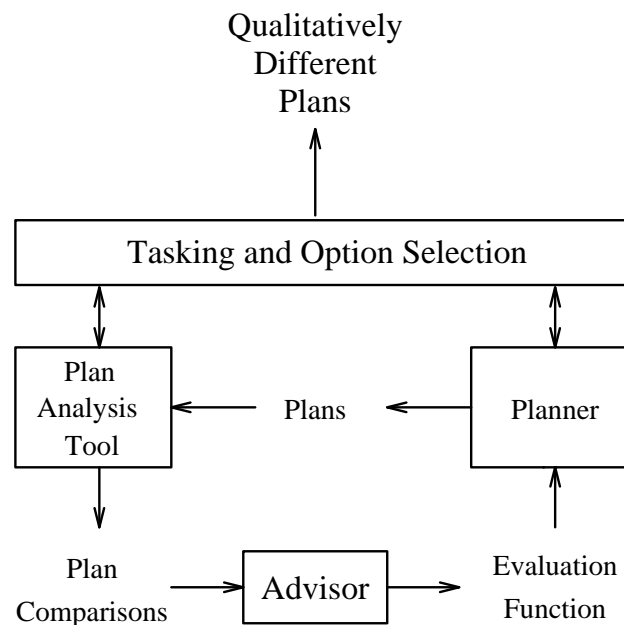 Qualitatively
Different
Plans
Tasking and Option Selection
Plan
Analysis
Tool
Plans
Planner
Plan
Comparisons
Advisor
Evaluation
Function